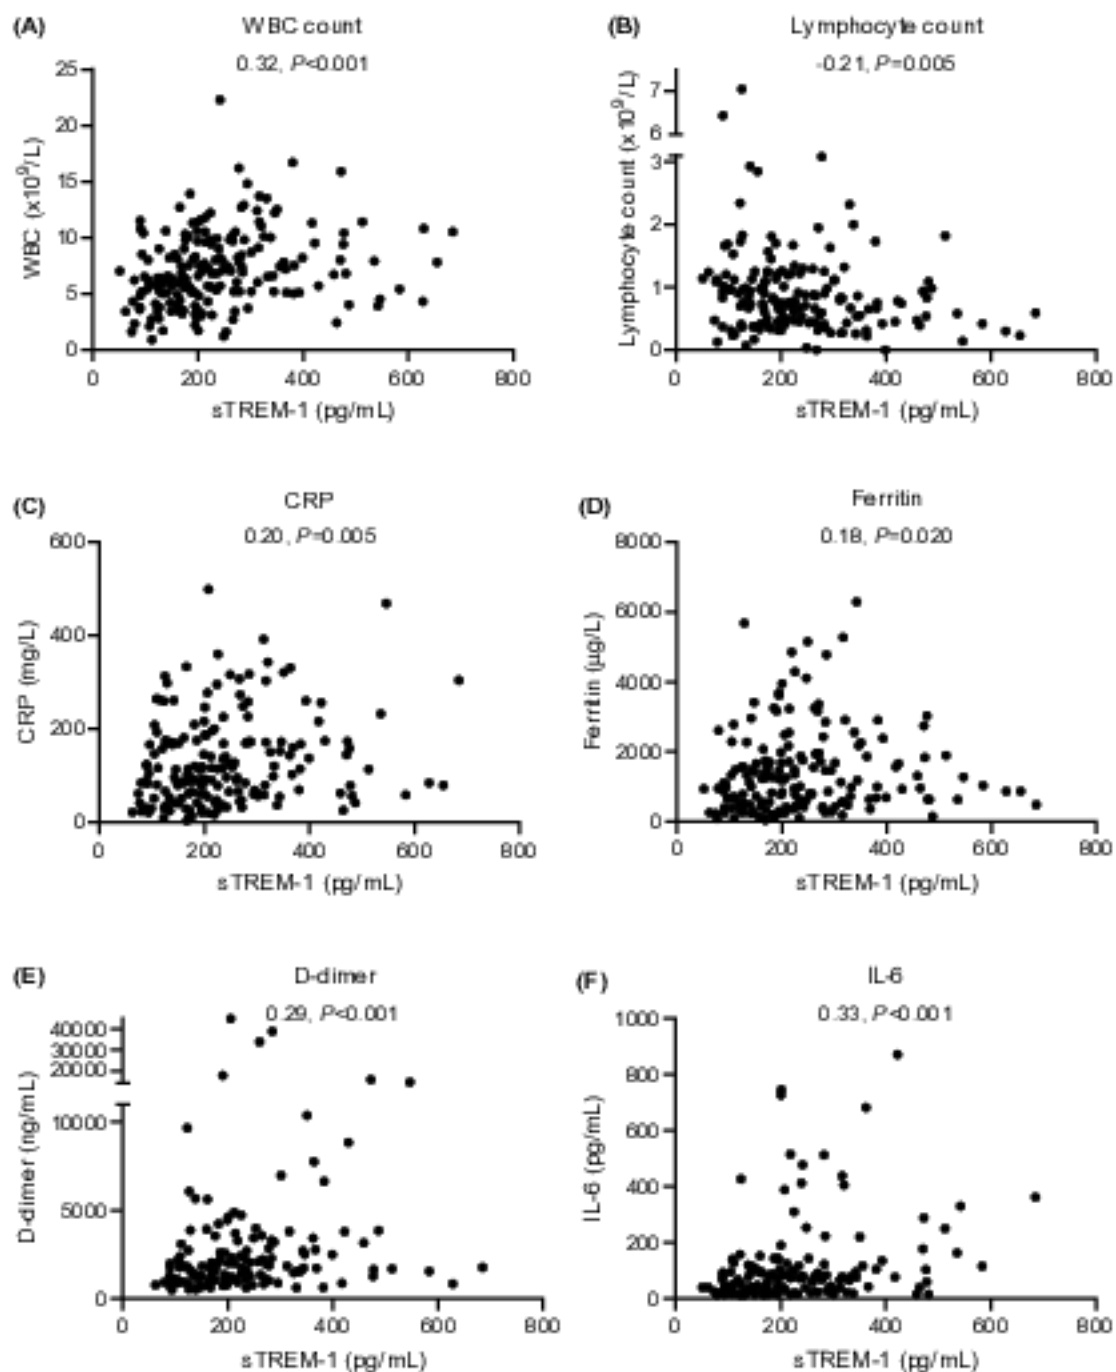 (A) WBC count
0.32, P<0.001
25
20
15
10
5
0
WBC (x10⁹/L)
0 200 400 600 800
sTREM-1 (pg/mL)
(B) Lymphocyte count
-0.21, P=0.005
7
6
3
2
1
0
Lymphocyte count (x10⁹/L)
0 200 400 600 800
sTREM-1 (pg/mL)
(C) CRP
0.20, P=0.005
600
400
200
0
CRP (mg/L)
0 200 400 600 800
sTREM-1 (pg/mL)
(D) Ferritin
0.18, P=0.020
8000
6000
4000
2000
0
Ferritin (µg/L)
0 200 400 600 800
sTREM-1 (pg/mL)
(E) D-dimer
0.29, P<0.001
40000
30000
20000
10000
5000
0
D-dimer (ng/mL)
0 200 400 600 800
sTREM-1 (pg/mL)
(F) IL-6
0.33, P<0.001
1000
800
600
400
200
0
IL-6 (pg/mL)
0 200 400 600 800
sTREM-1 (pg/mL)